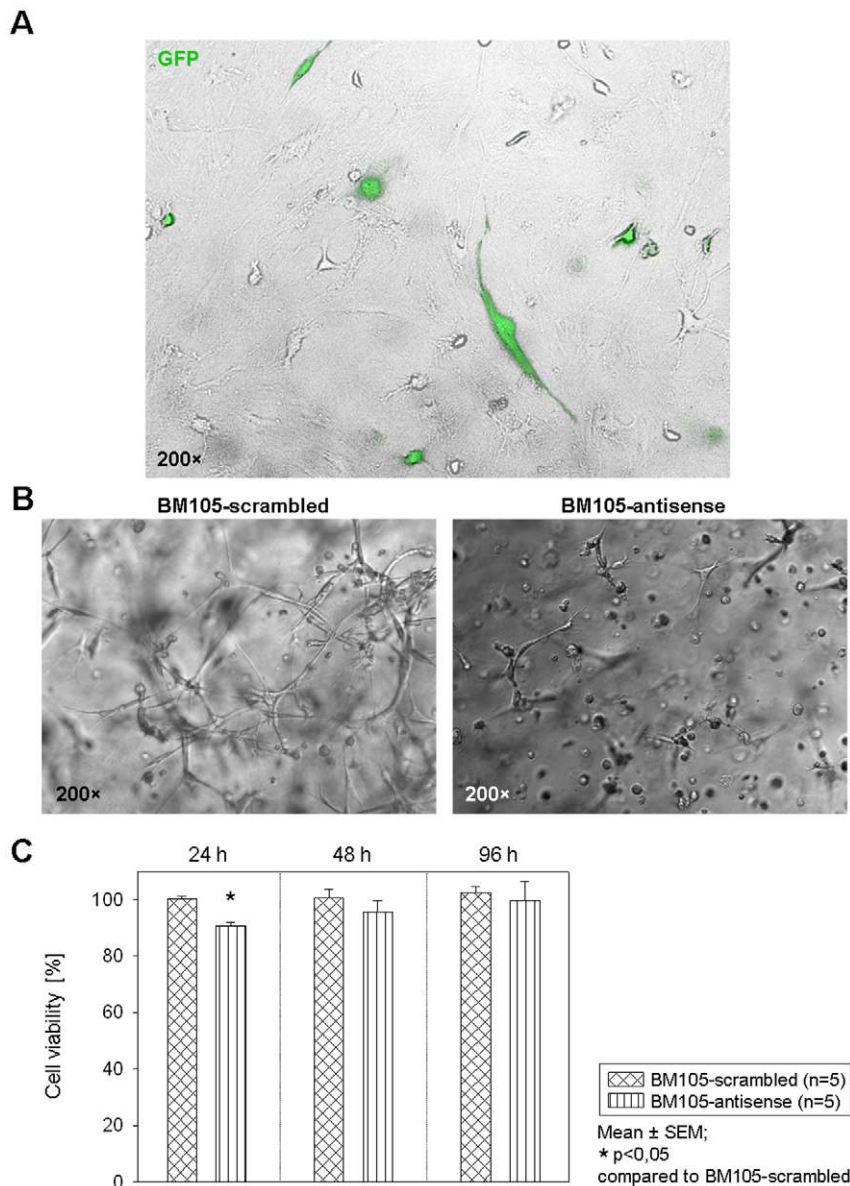 A
GFP
200×
B
BM105-scrambled
BM105-antisense
200×
200×
C
24 h
48 h
96 h
Cell viability [%]
100
80
60
40
20
0
*
BM105-scrambled (n=5)
BM105-antisense (n=5)
Mean ± SEM;
* p<0,05
compared to BM105-scrambled